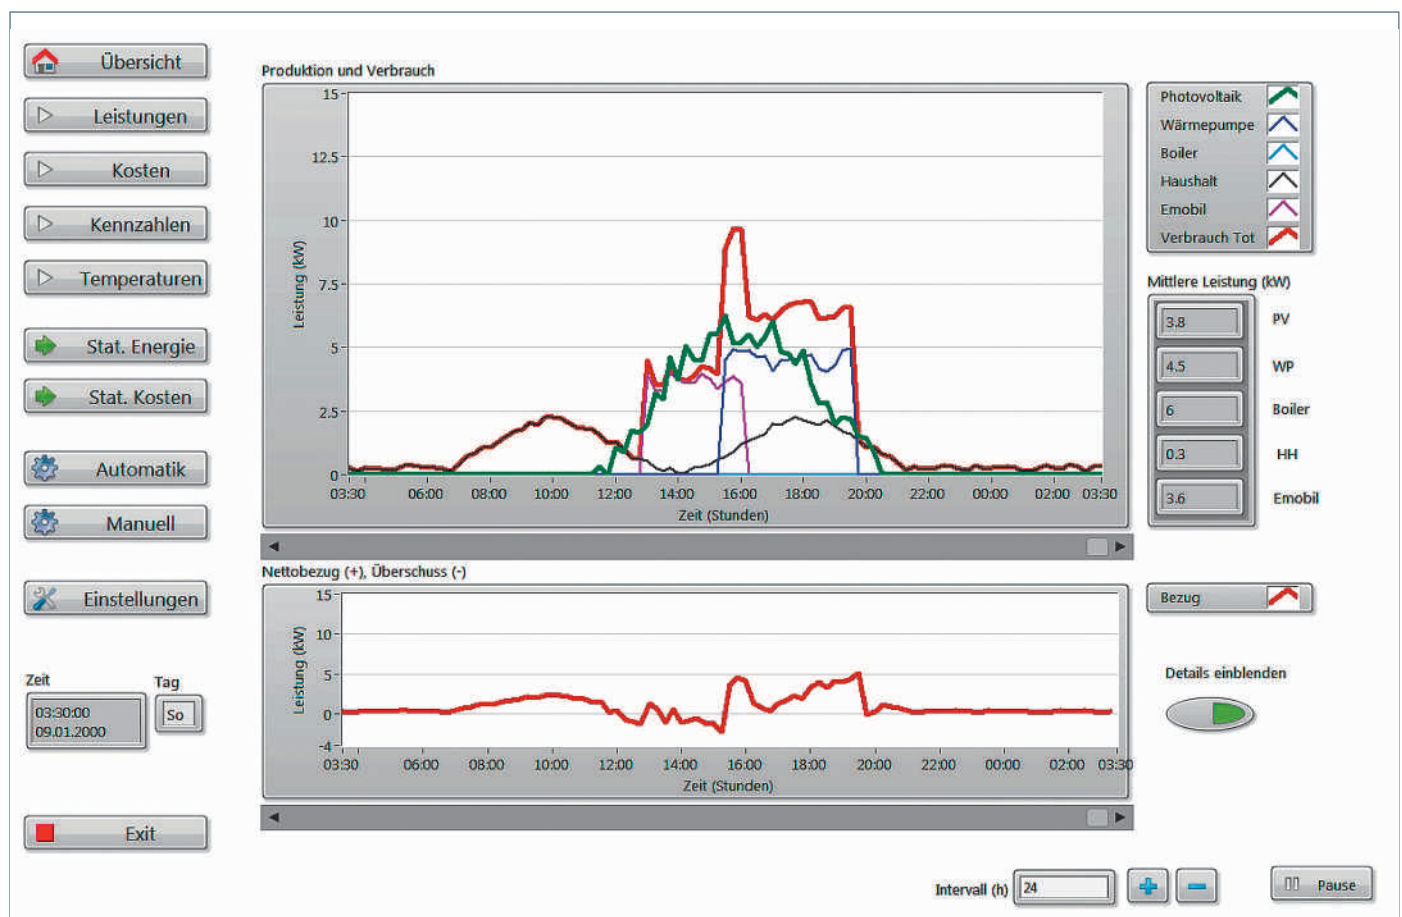 Übersicht
Leistungen
Kosten
Kennzahlen
Temperaturen
Stat. Energie
Stat. Kosten
Automatik
Manuell
Einstellungen
Zeit
Tag
03:30:00
09.01.2000
So
Exit
Produktion und Verbrauch
Leistung (kW)
15
12.5
10
7.5
5
2.5
0
03:30 06:00 08:00 10:00 12:00 14:00 16:00 18:00 20:00 22:00 00:00 02:00 03:30
Zeit (Stunden)
Photovoltaik
Wärmepumpe
Boiler
Haushalt
Emobil
Verbrauch Tot
Mittlere Leistung (kW)
3.8 PV
4.5 WP
6 Boiler
0.3 HH
3.6 Emobil
Nettobezug (+), Überschuss (-)
Leistung (kW)
15
10
5
0
-4
03:30 06:00 08:00 10:00 12:00 14:00 16:00 18:00 20:00 22:00 00:00 02:00 03:30
Zeit (Stunden)
Bezug
Details einblenden
Intervall (h) 24
Pause